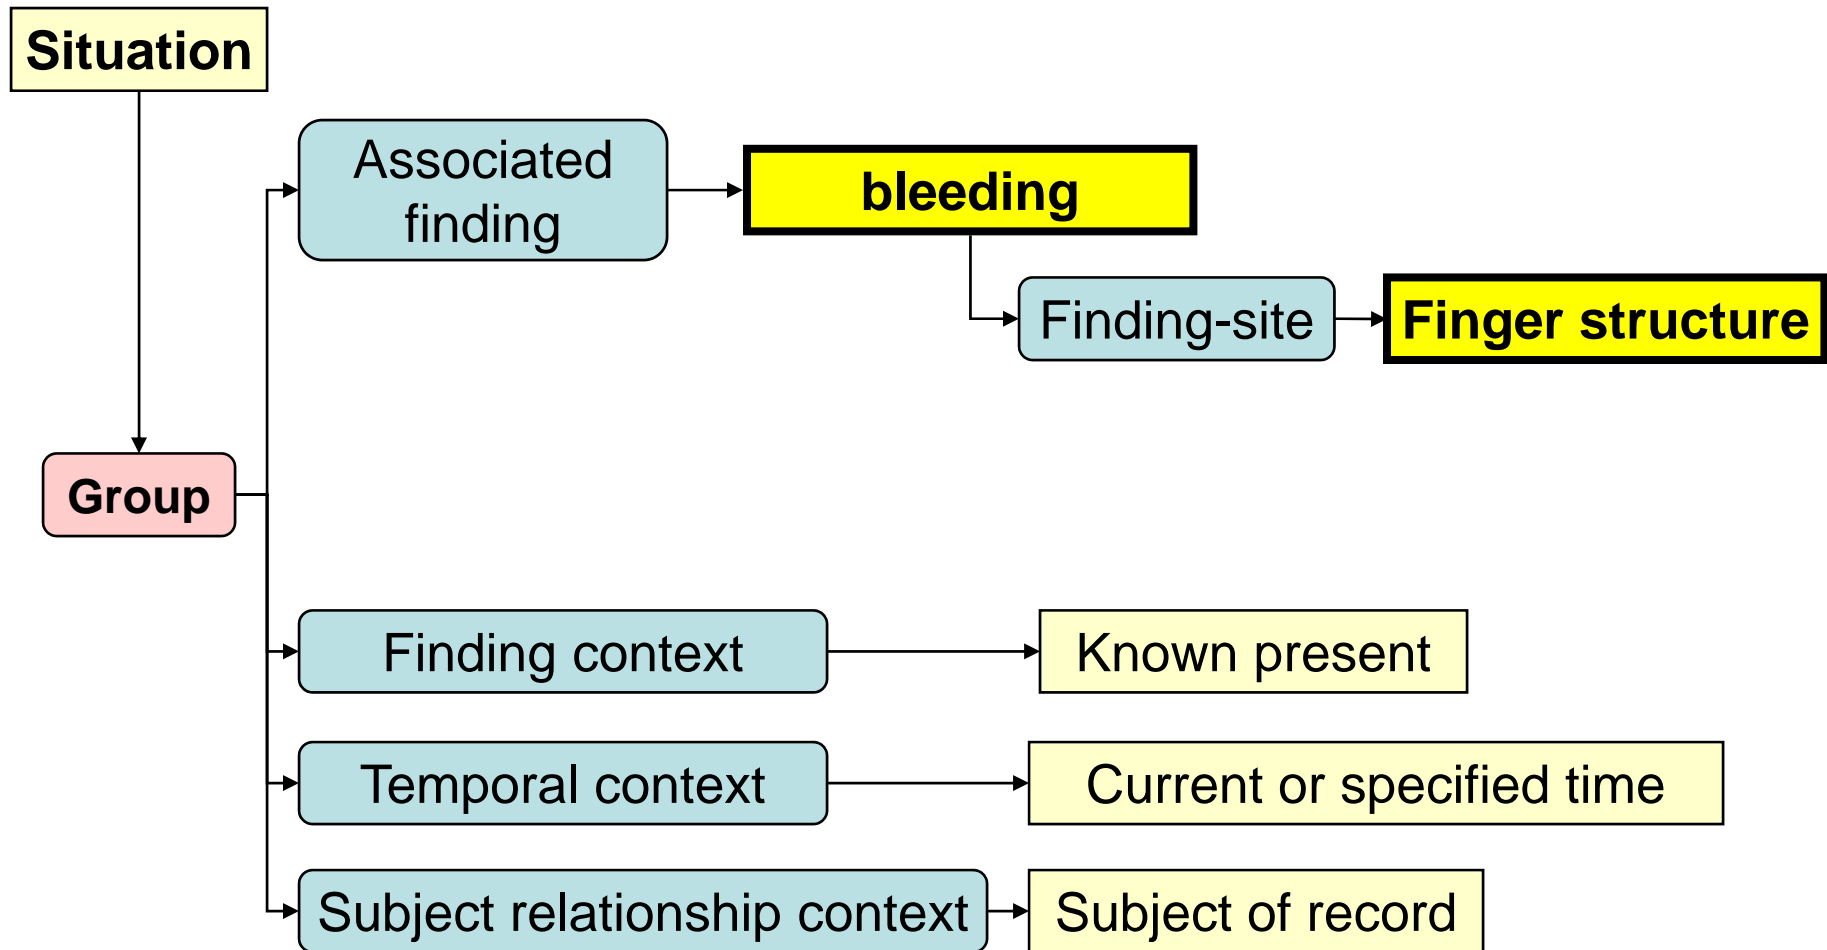 Situation
Associated
finding
bleeding
Finding-site
Finger structure
Group
Finding context
Known present
Temporal context
Current or specified time
Subject relationship context
Subject of record